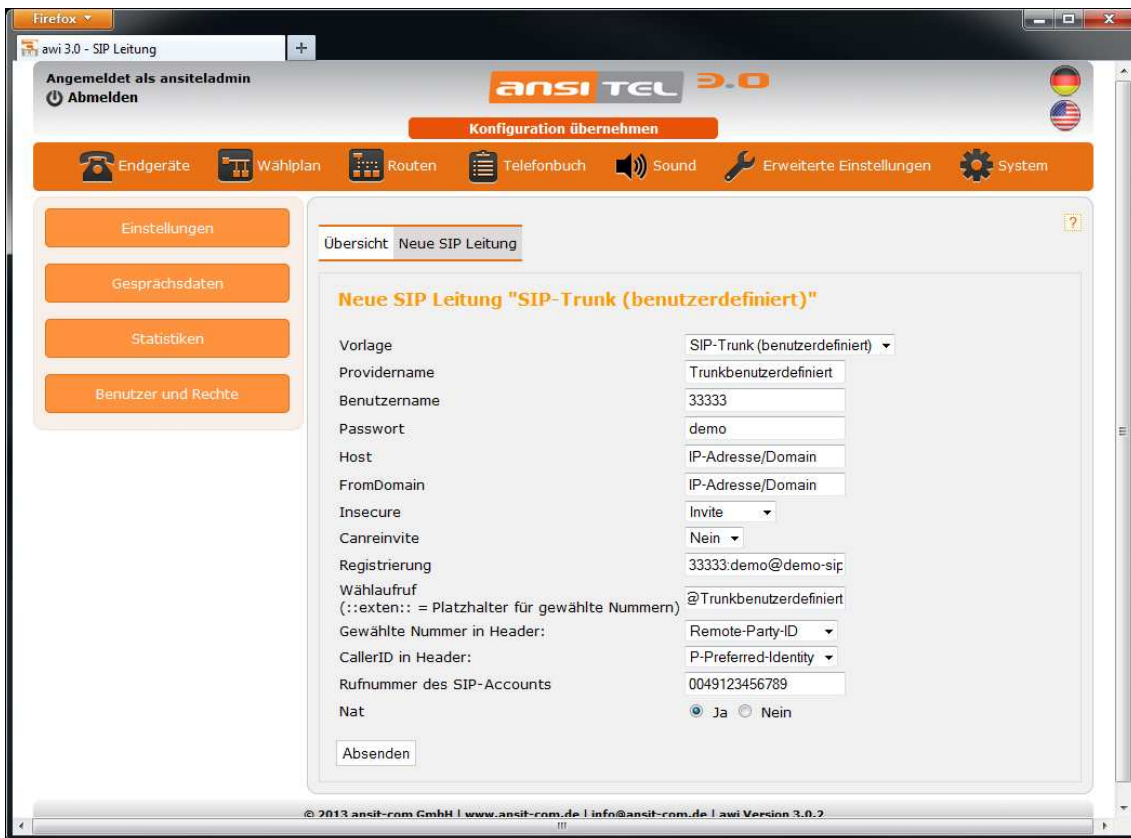 Firefox
awi 3.0 - SIP Leitung
Angemeldet als ansiteladmin
Abmelden
ansi TEL 3.0
Konfiguration übernehmen
Endgeräte Wählplan Routen Telefonbuch Sound Erweiterte Einstellungen System
Einstellungen
Gesprächsdaten
Statistiken
Benutzer und Rechte
?
Übersicht Neue SIP Leitung
Neue SIP Leitung "SIP-Trunk (benutzerdefiniert)"
Vorlage SIP-Trunk (benutzerdefiniert)
Providername Trunkbenutzerdefiniert
Benutzername 33333
Passwort demo
Host IP-Adresse/Domain
FromDomain IP-Adresse/Domain
Insecure Invite
Canreinvite Nein
Registrierung 33333:demo@demo-sip
Wählaufruf
(::exten:: = Platzhalter für gewählte Nummern) @Trunkbenutzerdefiniert
Gewählte Nummer in Header: Remote-Party-ID
CallerID in Header: P-Preferred-Identity
Rufnummer des SIP-Accounts 0049123456789
Nat Ja Nein
Absenden
© 2013 ansit-com GmbH | www.ansit-com.de | info@ansit-com.de | awi Version 3.0.2